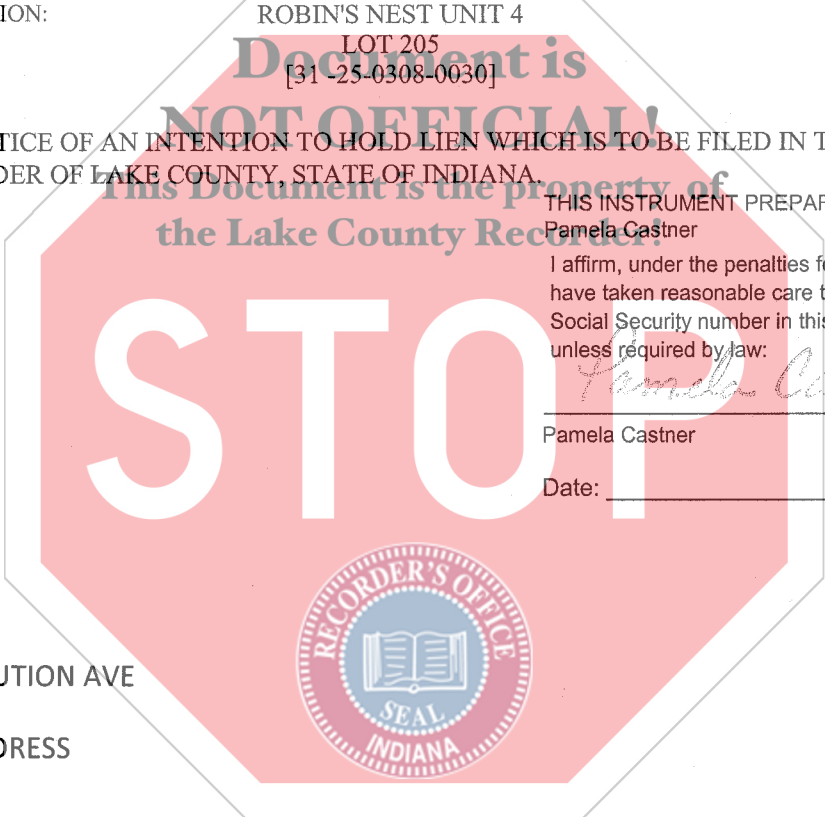 ION:
ROBIN'S NEST UNIT 4
LOT 205
[31 -25-0308-0030]
Document is
NOT OFFICIAL!
This Document is the property of
the Lake County Recorder!
TICE OF AN INTENTION TO HOLD LIEN WHICH IS TO BE FILED IN T
DER OF LAKE COUNTY, STATE OF INDIANA.
THIS INSTRUMENT PREPAR
Pamela Castner
I affirm, under the penalties f
have taken reasonable care t
Social Security number in this
unless required by law:
Pamela Ca
Pamela Castner
Date:
STOP
RECORDER'S OFFICE
SEAL
INDIANA
UTION AVE
DRESS